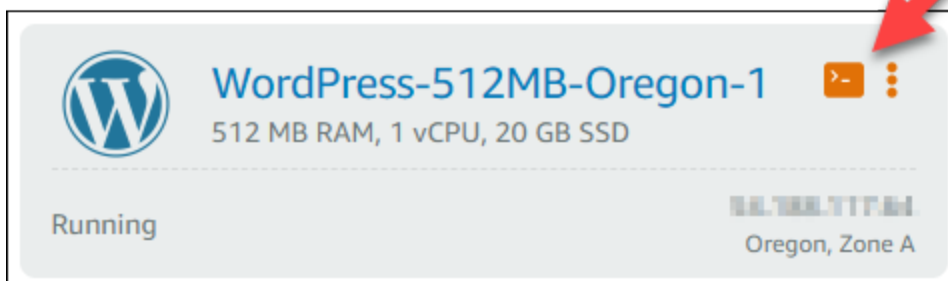 WordPress-512MB-Oregon-1
512 MB RAM, 1 vCPU, 20 GB SSD
Running
Oregon, Zone A